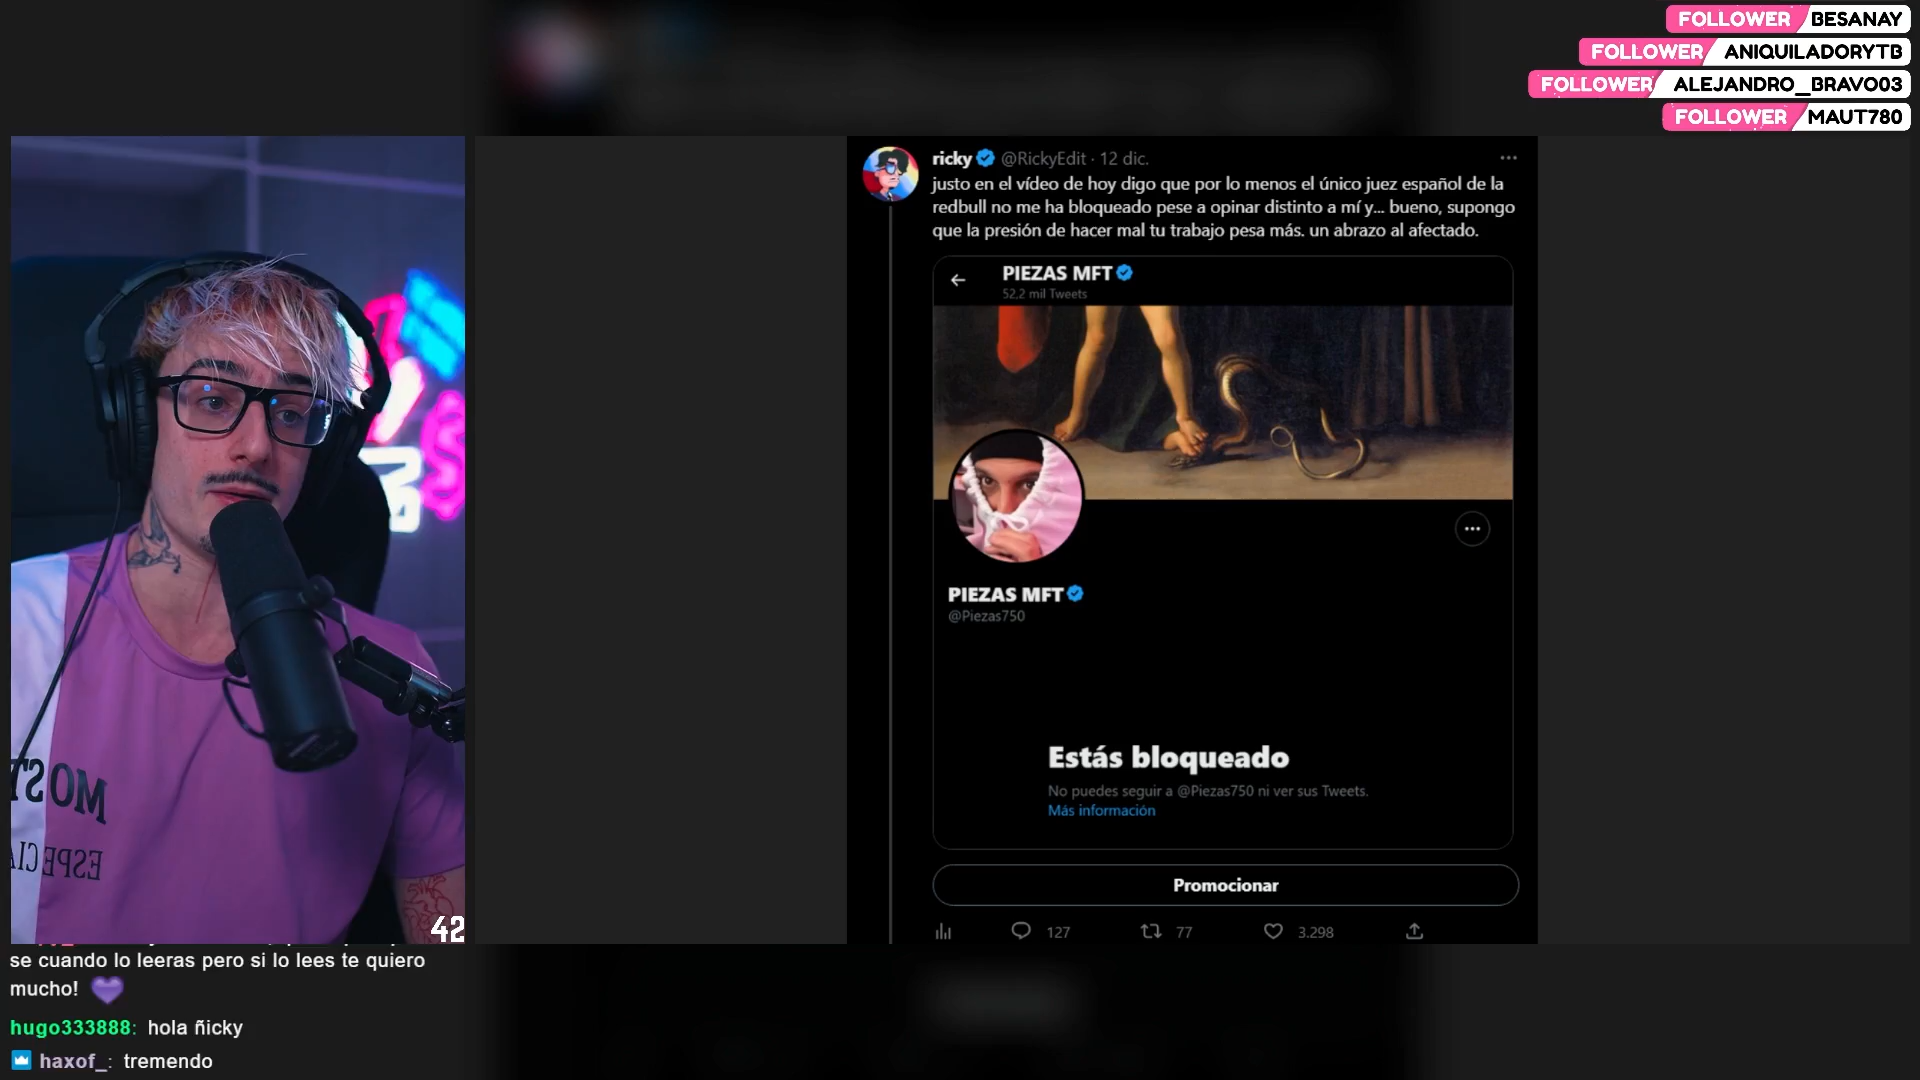 FOLLOWER BESANAY
FOLLOWER ANIQUILADORYTB
FOLLOWER ALEJANDRO_BRAVO03
FOLLOWER MAUT780
ricky @RickyEdit · 12 dic.
justo en el vídeo de hoy digo que por lo menos el único juez español de la
redbull no me ha bloqueado pese a opinar distinto a mí y... bueno, supongo
que la presión de hacer mal tu trabajo pesa más. un abrazo al afectado.
PIEZAS MFT
52,2 mil Tweets
PIEZAS MFT
@Piezas750
Estás bloqueado
No puedes seguir a @Piezas750 ni ver sus Tweets.
Más información
Promocionar
127 77 3.298
42
se cuando lo leeras pero si lo lees te quiero
mucho!
hugo333888: hola ñicky
haxof_: tremendo